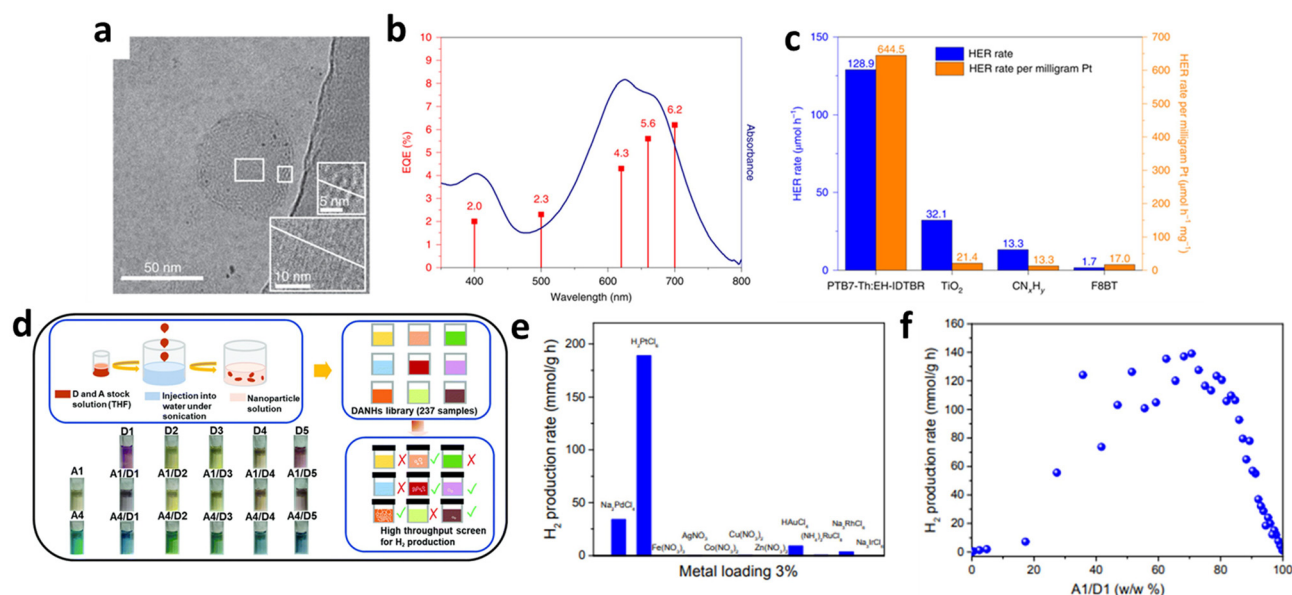 a
50 nm
5 nm
10 nm
b
EQE (%)
10
9
8
7
6
5
4
3
2
1
0
2.0
2.3
4.3
5.6
6.2
Absorbance
400
500
600
700
800
Wavelength (nm)
c
HER rate (μmol h⁻¹)
150
100
50
0
HER rate
HER rate per milligram Pt
128.9
644.5
32.1
21.4
13.3
13.3
1.7
17.0
700
600
500
400
300
200
100
0
HER rate per milligram Pt (μmol h⁻¹ mg⁻¹)
PTB7-Th:EH-IDTBR
TiO₂
CNₓHᵧ
F8BT
d
D and A stock
solution (THF)
Injection into
water under
sonication
Nanoparticle
solution
DANHs library (237 samples)
High throughput screen
for H₂ production
D1 D2 D3 D4 D5
A1 A1/D1 A1/D2 A1/D3 A1/D4 A1/D5
A4 A4/D1 A4/D2 A4/D3 A4/D4 A4/D5
e
H₂ production rate (mmol/g h)
200
150
100
50
0
Na₂PdCl₄
H₂PtCl₆
Fe(NO₃)₃
AgNO₃
Co(NO₃)₂
Cu(NO₃)₂
Zn(NO₃)₂
HAuCl₄
(NH₄)₂RuCl₆
Na₃RhCl₆
Na₂IrCl₆
Metal loading 3%
f
H₂ production rate (mmol/g h)
160
140
120
100
80
60
40
20
0
0
20
40
60
80
100
A1/D1 (w/w %)